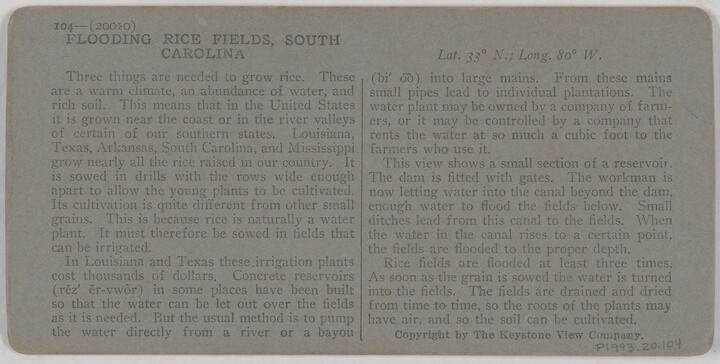 104—(20010)
FLOODING RICE FIELDS, SOUTH
CAROLINA
Three things are needed to grow rice. These
are a warm climate, an abundance of water, and
rich soil. This means that in the United States
it is grown near the coast or in the river valleys
of certain of our southern states. Louisiana,
Texas, Arkansas, South Carolina, and Mississippi
grow nearly all the rice raised in our country. It
is sowed in drills with the rows wide enough
apart to allow the young plants to be cultivated.
Its cultivation is quite different from other small
grains. This is because rice is naturally a water
plant. It must therefore be sowed in fields that
can be irrigated.
In Louisiana and Texas these irrigation plants
cost thousands of dollars. Concrete reservoirs
(rĕz' ẽr-vwôr) in some places have been built
so that the water can be let out over the fields
as it is needed. But the usual method is to pump
the water directly from a river or a bayou
Lat. 33° N.; Long. 80° W.
(bī' o͞o) into large mains. From these mains
small pipes lead to individual plantations. The
water plant may be owned by a company of farm-
ers, or it may be controlled by a company that
rents the water at so much a cubic foot to the
farmers who use it.
This view shows a small section of a reservoir.
The dam is fitted with gates. The workman is
now letting water into the canal beyond the dam,
enough water to flood the fields below. Small
ditches lead from this canal to the fields. When
the water in the canal rises to a certain point,
the fields are flooded to the proper depth.
Rice fields are flooded at least three times.
As soon as the grain is sowed the water is turned
into the fields. The fields are drained and dried
from time to time, so the roots of the plants may
have air, and so the soil can be cultivated.
Copyright by The Keystone View Company.
P1993.20.104